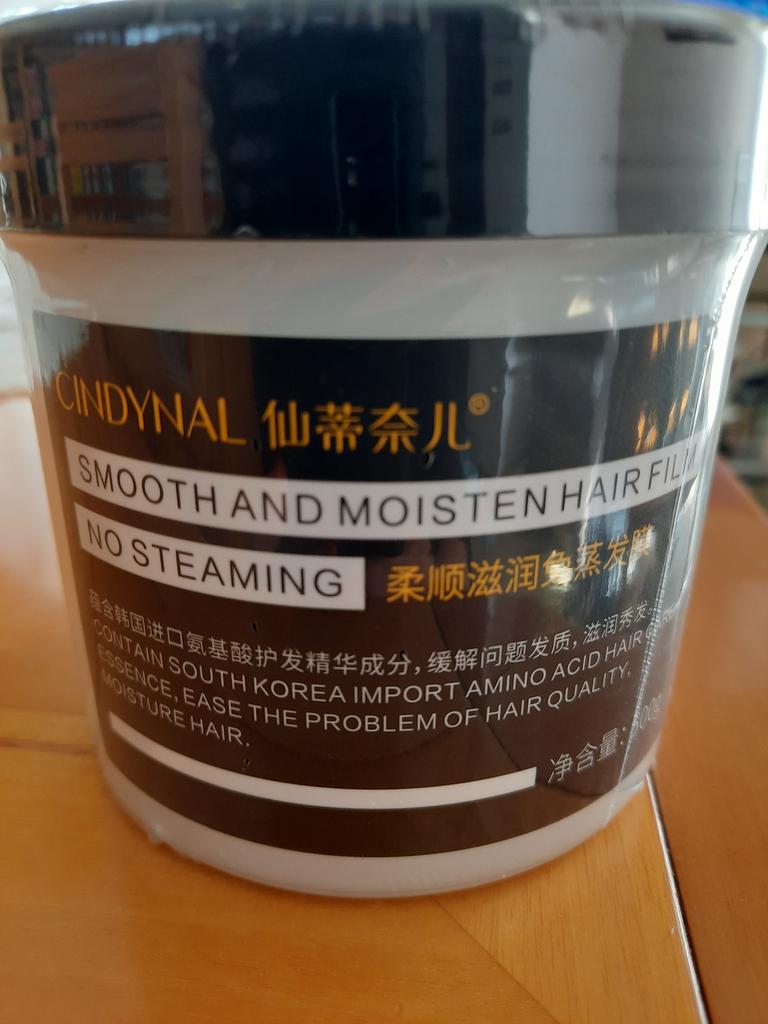 CINDYNAL 仙蒂奈儿®
SMOOTH AND MOISTEN HAIR FILM
NO STEAMING 柔顺滋润免蒸发膜
蕴含韩国进口氨基酸护发精华成分，缓解问题发质，滋润秀发。
CONTAIN SOUTH KOREA IMPORT AMINO ACID HAIR
ESSENCE, EASE THE PROBLEM OF HAIR QUALITY,
MOISTURE HAIR.
净含量：